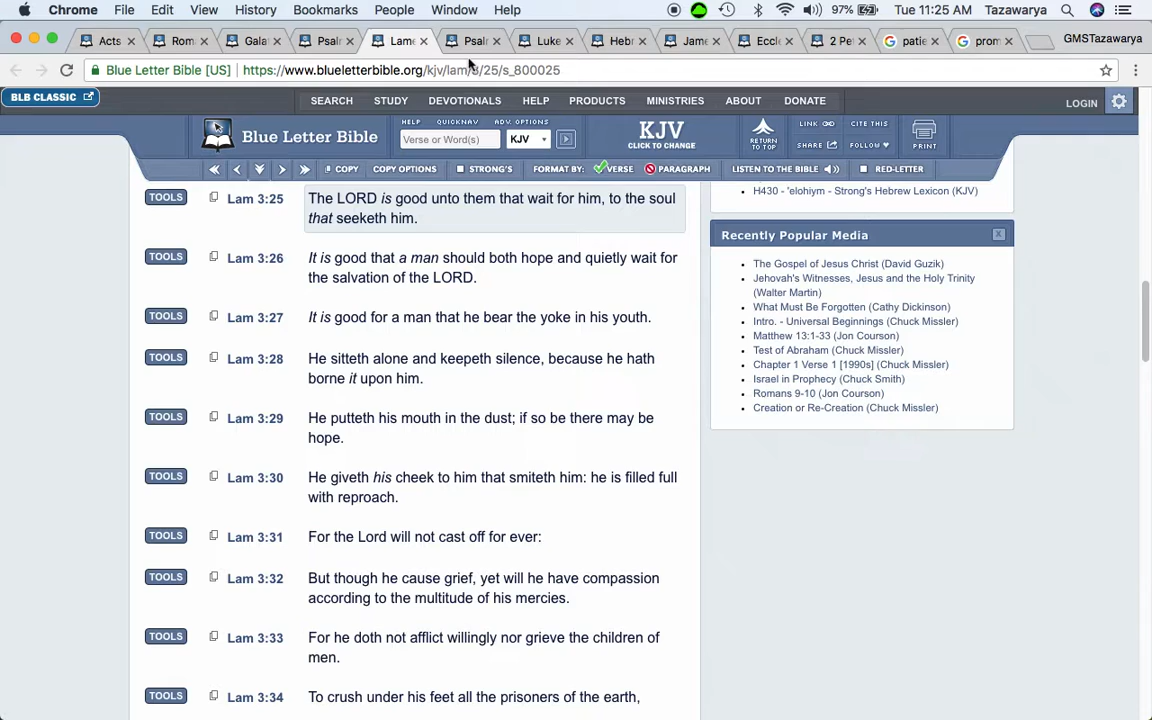 Chrome File Edit View History Bookmarks People Window Help 97% Tue 11:25 AM Tazawarya
Acts Rom Gala Psalr Lame Psalr Luke Hebr Jame Eccle 2 Pet patie prom GMSTazawarya
Blue Letter Bible [US] https://www.blueletterbible.org/kjv/lam/3/25/s_800025
BLB CLASSIC SEARCH STUDY DEVOTIONALS HELP PRODUCTS MINISTRIES ABOUT DONATE LOGIN
HELP QUICKNAV ADV. OPTIONS
Blue Letter Bible Verse or Word(s) KJV KJV CLICK TO CHANGE RETURN TO TOP LINK CITE THIS SHARE FOLLOW PRINT
COPY COPY OPTIONS STRONG'S FORMAT BY: VERSE PARAGRAPH LISTEN TO THE BIBLE RED-LETTER
TOOLS Lam 3:25 The LORD is good unto them that wait for him, to the soul
that seeketh him.
TOOLS Lam 3:26 It is good that a man should both hope and quietly wait for
the salvation of the LORD.
TOOLS Lam 3:27 It is good for a man that he bear the yoke in his youth.
TOOLS Lam 3:28 He sitteth alone and keepeth silence, because he hath
borne it upon him.
TOOLS Lam 3:29 He putteth his mouth in the dust; if so be there may be
hope.
TOOLS Lam 3:30 He giveth his cheek to him that smiteth him: he is filled full
with reproach.
TOOLS Lam 3:31 For the Lord will not cast off for ever:
TOOLS Lam 3:32 But though he cause grief, yet will he have compassion
according to the multitude of his mercies.
TOOLS Lam 3:33 For he doth not afflict willingly nor grieve the children of
men.
TOOLS Lam 3:34 To crush under his feet all the prisoners of the earth,
H430 - 'elohiym - Strong's Hebrew Lexicon (KJV)
Recently Popular Media
The Gospel of Jesus Christ (David Guzik)
Jehovah's Witnesses, Jesus and the Holy Trinity
(Walter Martin)
What Must Be Forgotten (Cathy Dickinson)
Intro. - Universal Beginnings (Chuck Missler)
Matthew 13:1-33 (Jon Courson)
Test of Abraham (Chuck Missler)
Chapter 1 Verse 1 [1990s] (Chuck Missler)
Israel in Prophecy (Chuck Smith)
Romans 9-10 (Jon Courson)
Creation or Re-Creation (Chuck Missler)